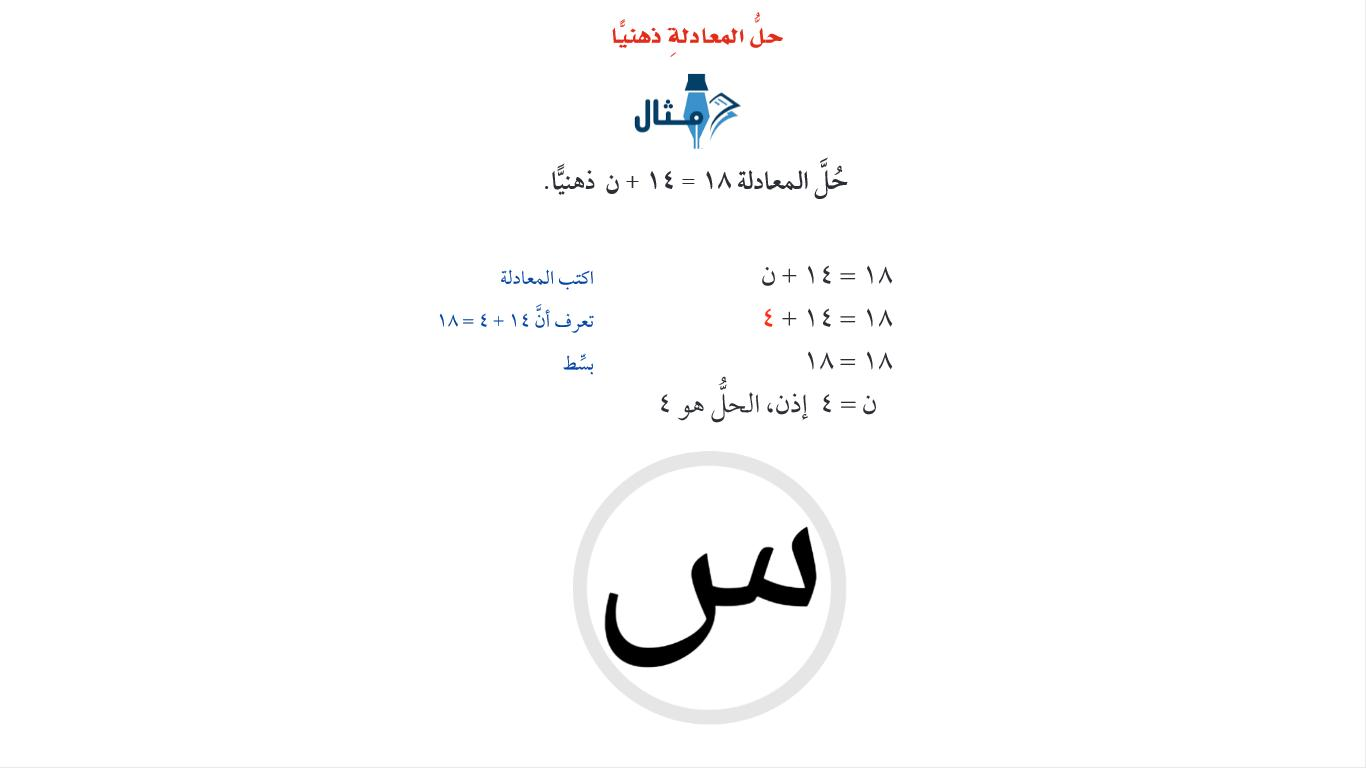 حلُّ المعادلةِ ذهنيًّا
مثال
حُلَّ المعادلة ١٨ = ١٤ + ن ذهنيًّا.
١٨ = ١٤ + ن اكتب المعادلة
١٨ = ١٤ + ٤ تعرف أنَّ ١٤ + ٤ = ١٨
١٨ = ١٨ بسِّط
ن = ٤ إذن، الحلُّ هو ٤
س